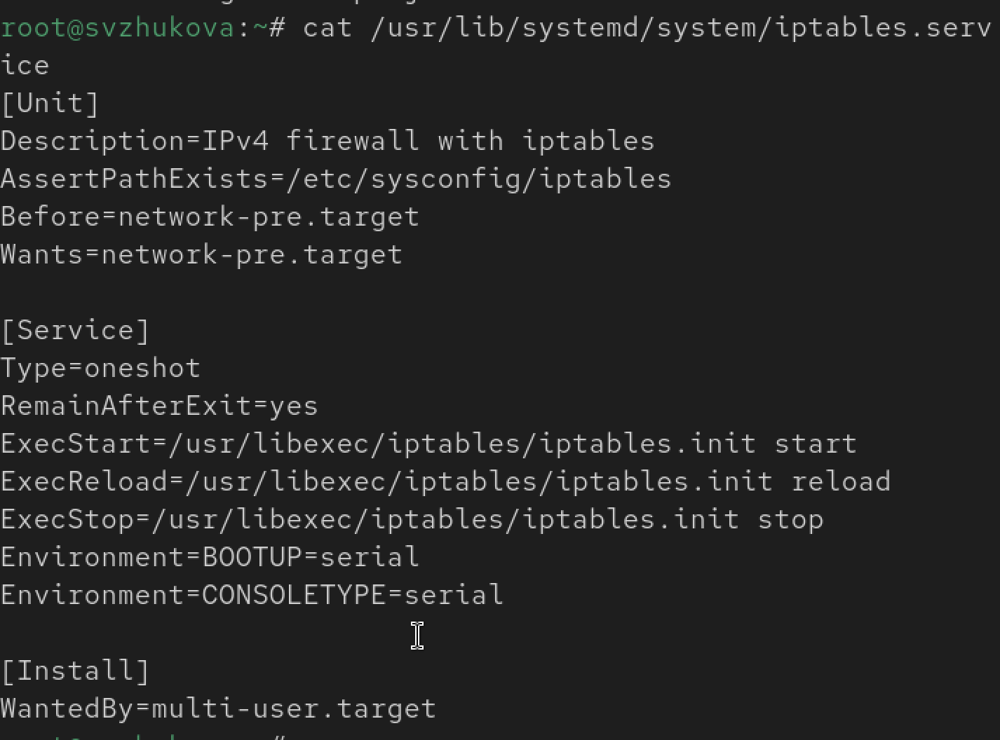 root@svzhukova:~# cat /usr/lib/systemd/system/iptables.serv
ice
[Unit]
Description=IPv4 firewall with iptables
AssertPathExists=/etc/sysconfig/iptables
Before=network-pre.target
Wants=network-pre.target
[Service]
Type=oneshot
RemainAfterExit=yes
ExecStart=/usr/libexec/iptables/iptables.init start
ExecReload=/usr/libexec/iptables/iptables.init reload
ExecStop=/usr/libexec/iptables/iptables.init stop
Environment=BOOTUP=serial
Environment=CONSOLETYPE=serial
[Install]
WantedBy=multi-user.target